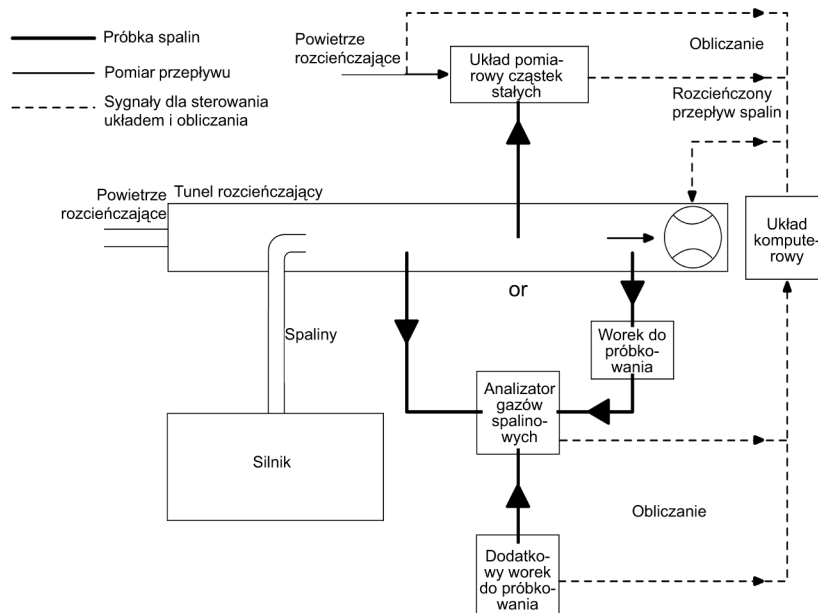 Próbka spalin
Pomiar przepływu
Sygnały dla sterowania
układem i obliczania
Powietrze
rozcieńczające
Układ pomia-
rowy cząstek
stałych
Obliczanie
Rozcieńczony
przepływ spalin
Powietrze
rozcieńczające
Tunel rozcieńczający
Układ
kompute-
rowy
or
Spaliny
Worek do
próbko-
wania
Analizator
gazów
spalino-
wych
Silnik
Obliczanie
Dodatko-
wy worek
do próbko-
wania